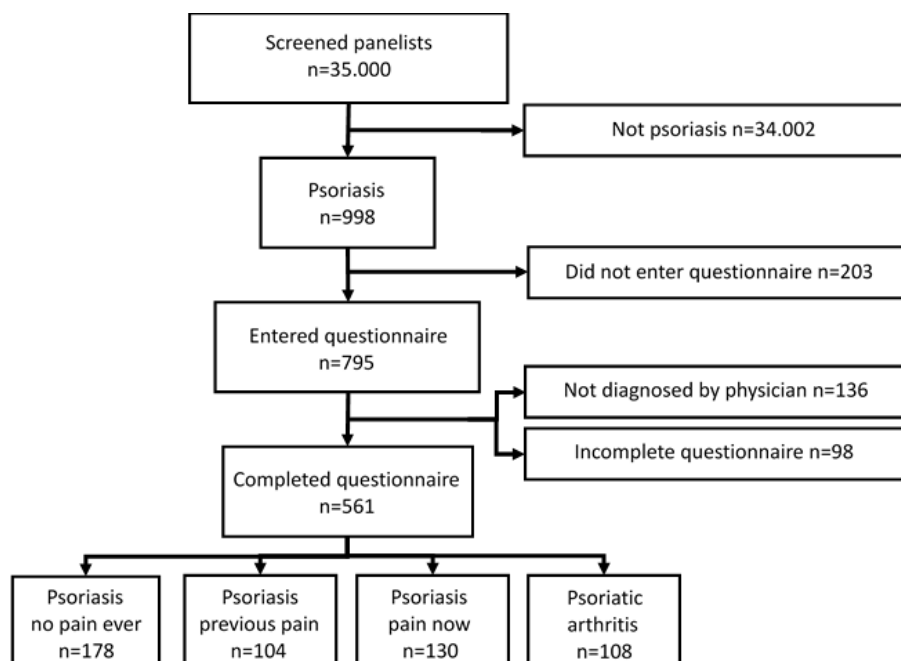 Screened panelists
n=35.000
Not psoriasis n=34.002
Psoriasis
n=998
Did not enter questionnaire n=203
Entered questionnaire
n=795
Not diagnosed by physician n=136
Incomplete questionnaire n=98
Completed questionnaire
n=561
Psoriasis
no pain ever
n=178
Psoriasis
previous pain
n=104
Psoriasis
pain now
n=130
Psoriatic
arthritis
n=108